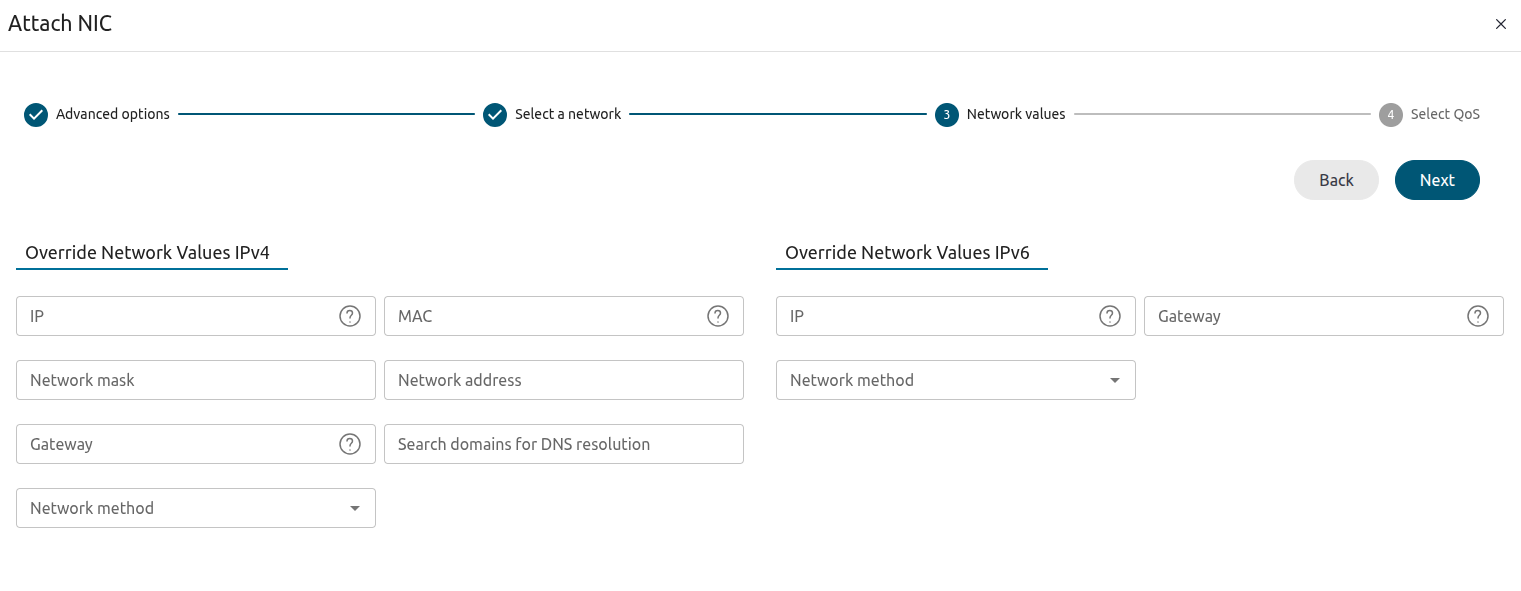 Attach NIC
Advanced options
Select a network
3 Network values
4 Select QoS
Back
Next
Override Network Values IPv4
Override Network Values IPv6
IP
MAC
IP
Gateway
Network mask
Network address
Network method
Gateway
Search domains for DNS resolution
Network method